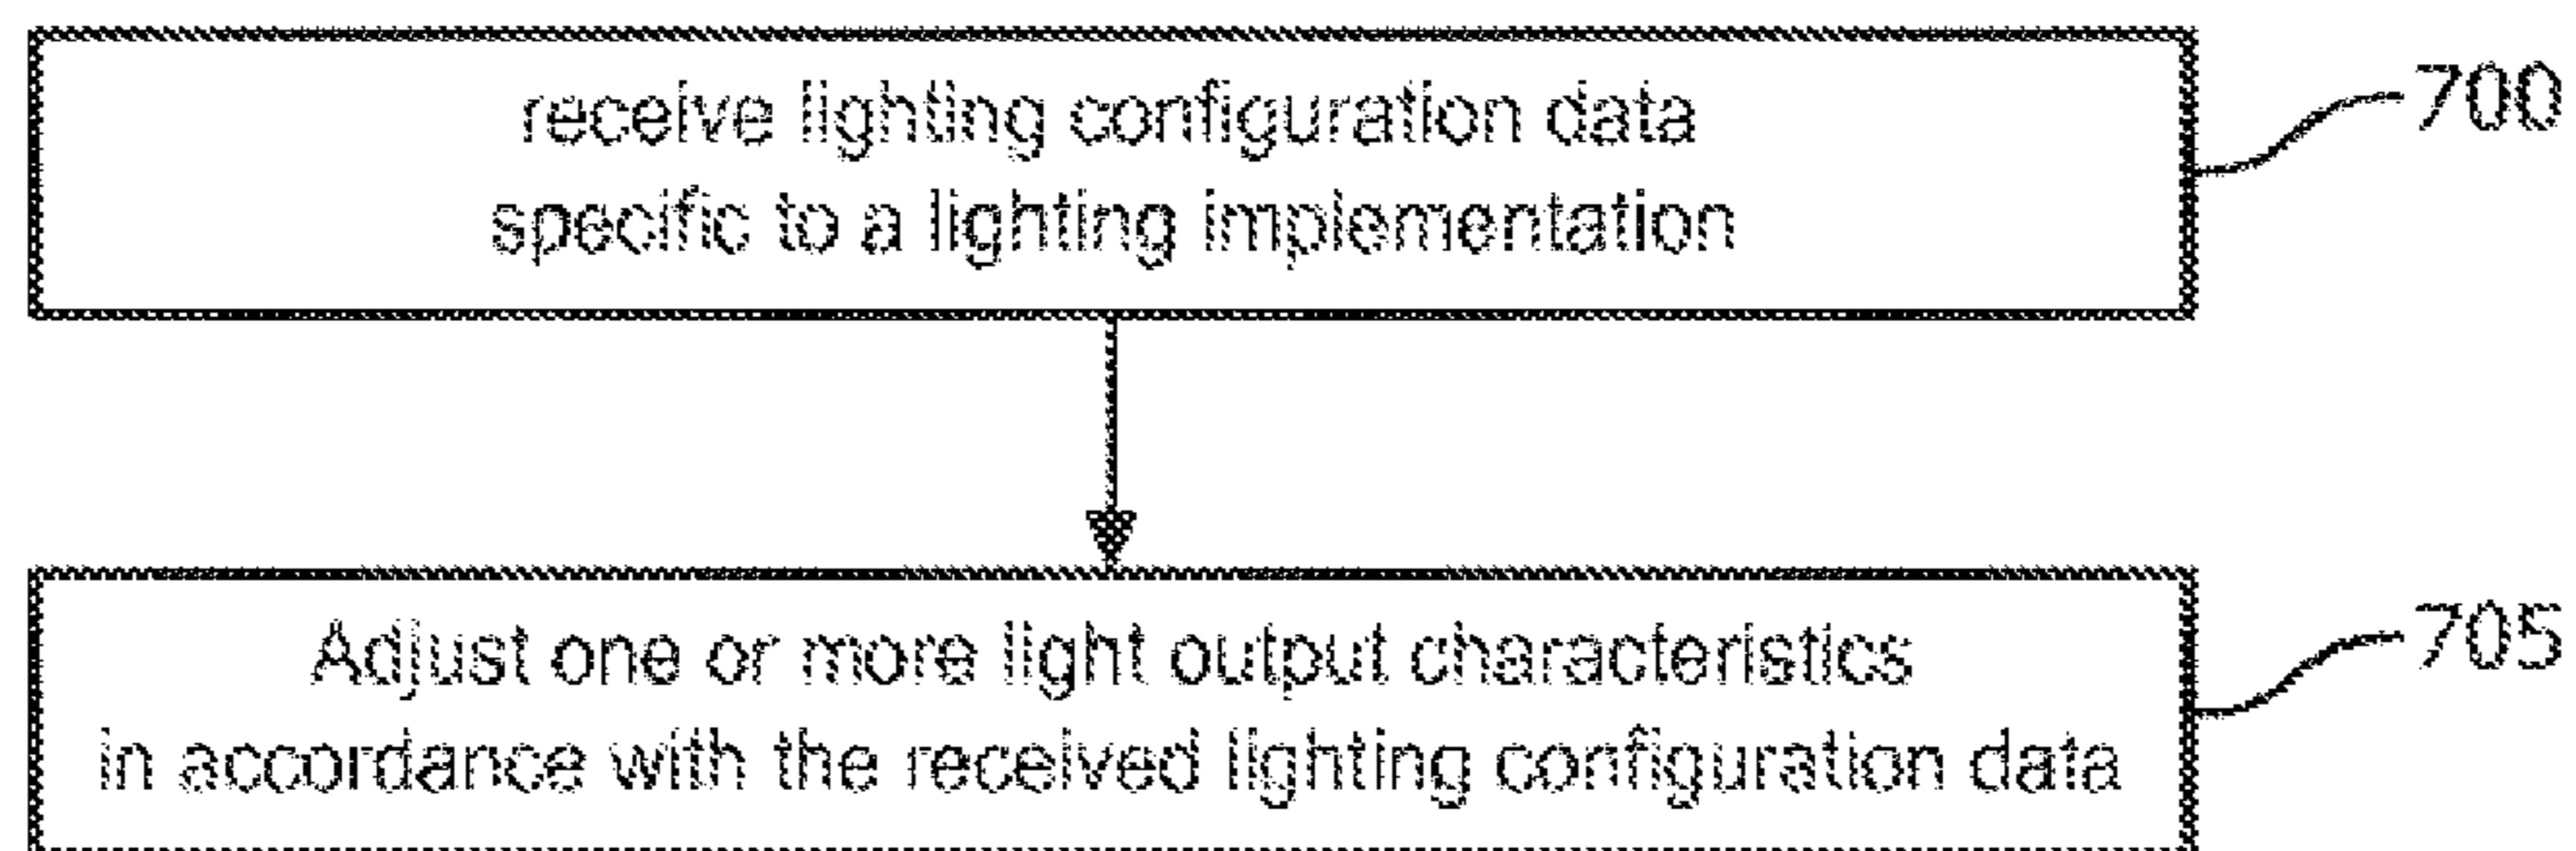 receive lighting configuration data
specific to a lighting implementation
700
Adjust one or more light output characteristics
in accordance with the received lighting configuration data
705